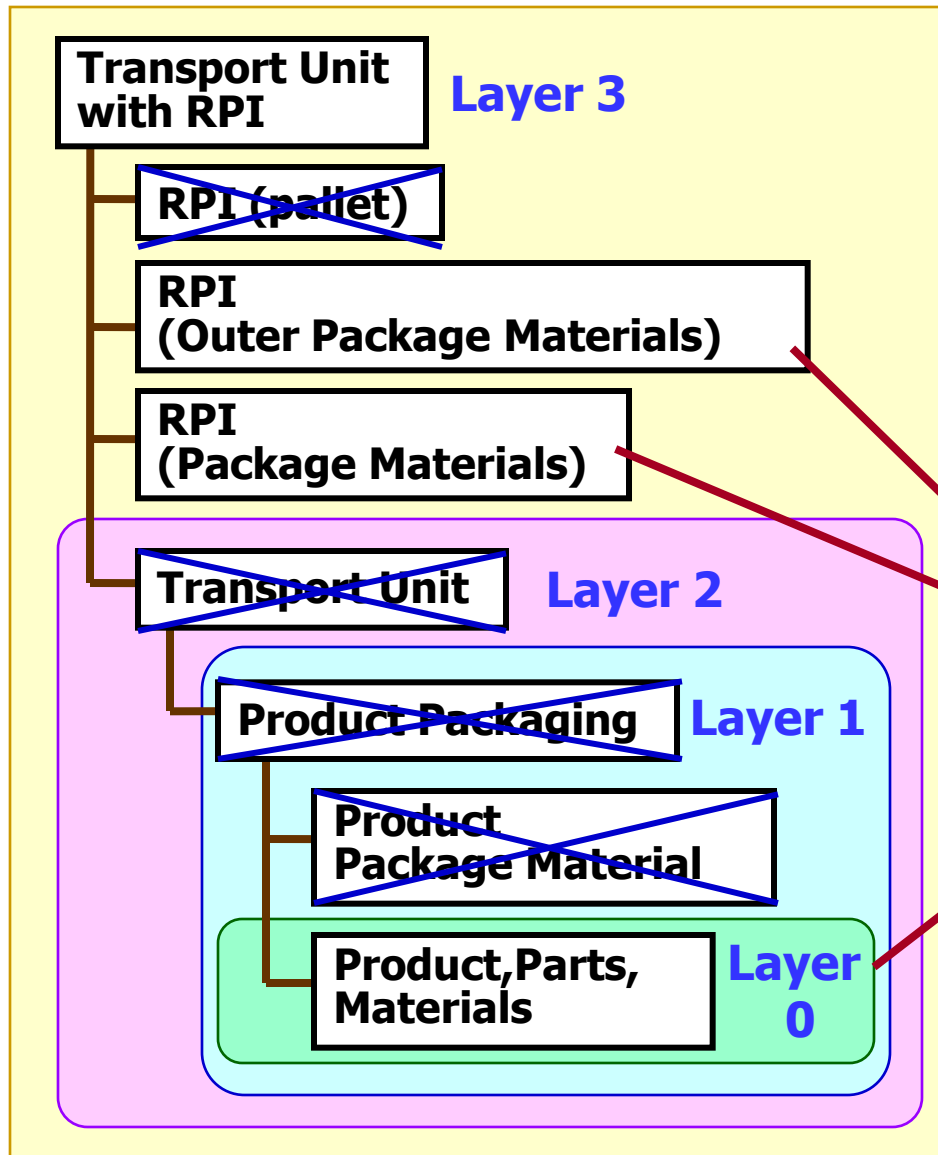 Transport Unit
with RPI
Layer 3
RPI (pallet)
RPI
(Outer Package Materials)
RPI
(Package Materials)
Transport Unit
Layer 2
Product Packaging
Layer 1
Product
Package Material
Product,Parts,
Materials
Layer
0